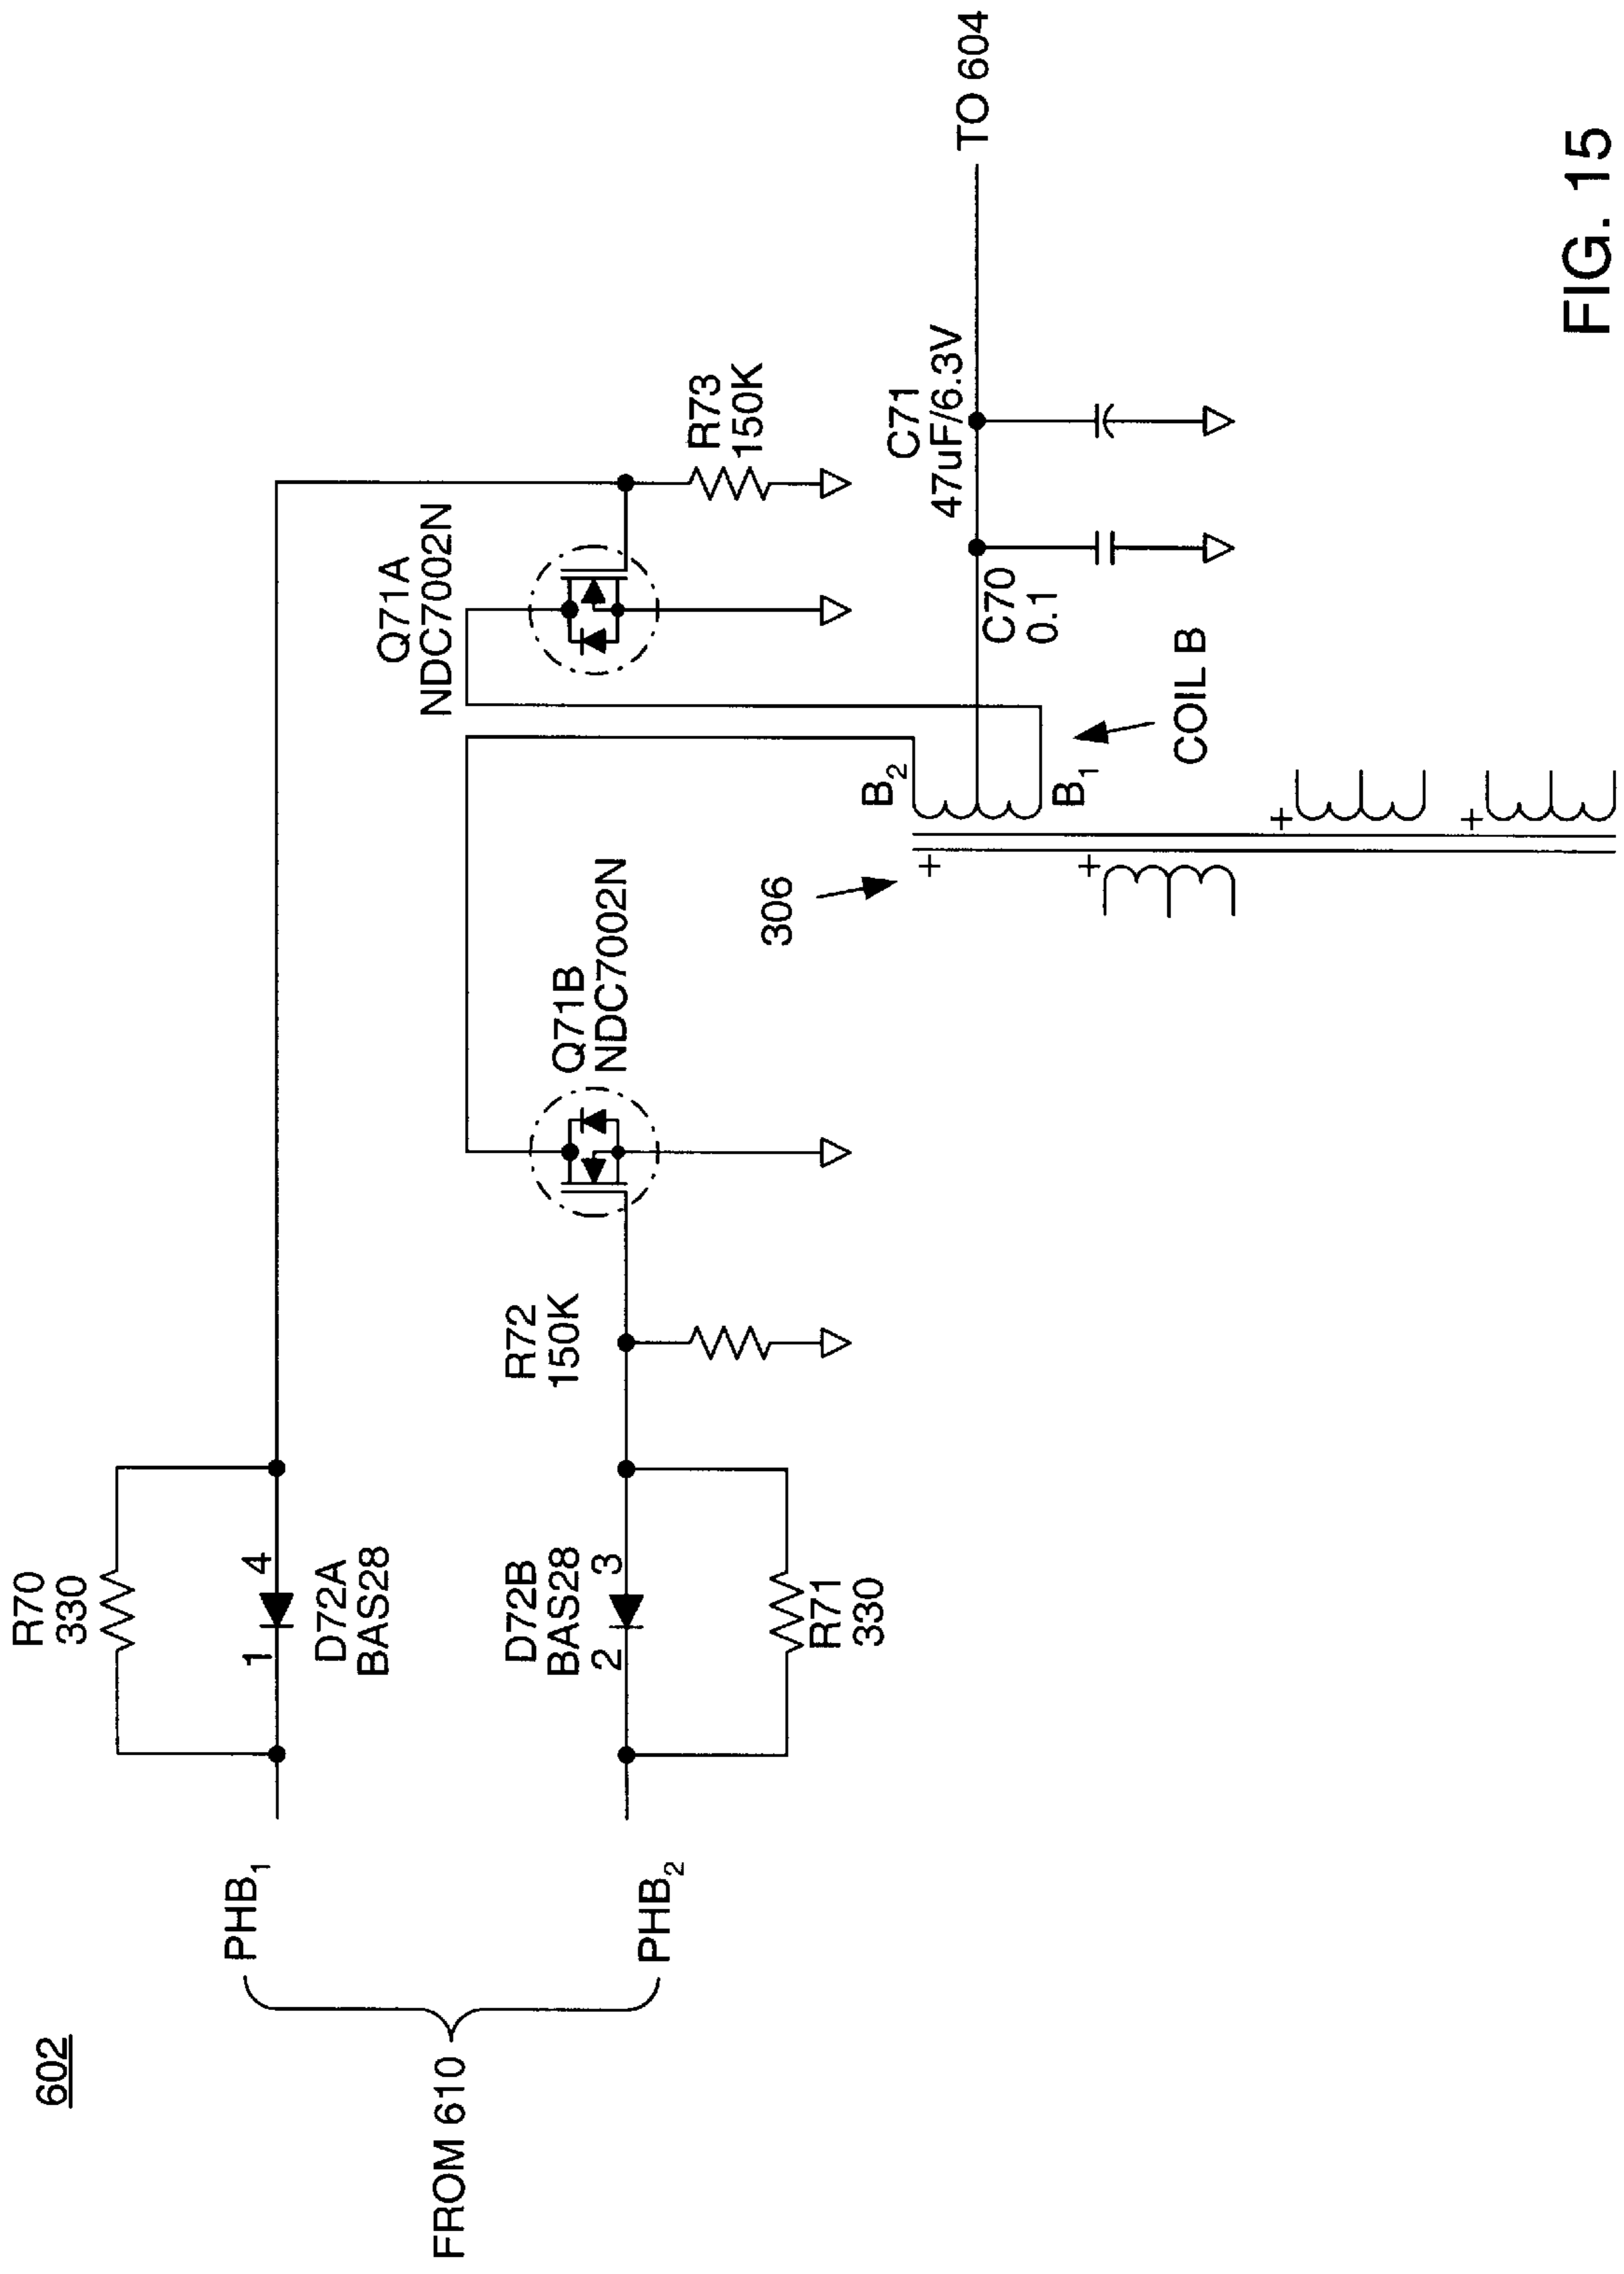 602
FROM 610
PHB₁
PHB₂
R70
330
1
4
D72A
BAS28
D72B
BAS28
2
3
R71
330
R72
150K
Q71B
NDC7002N
Q71A
NDC7002N
R73
150K
306
+
+
+
+
B₂
B₁
COIL B
C70
0.1
C71
47uF/6.3V
TO 604
FIG. 15